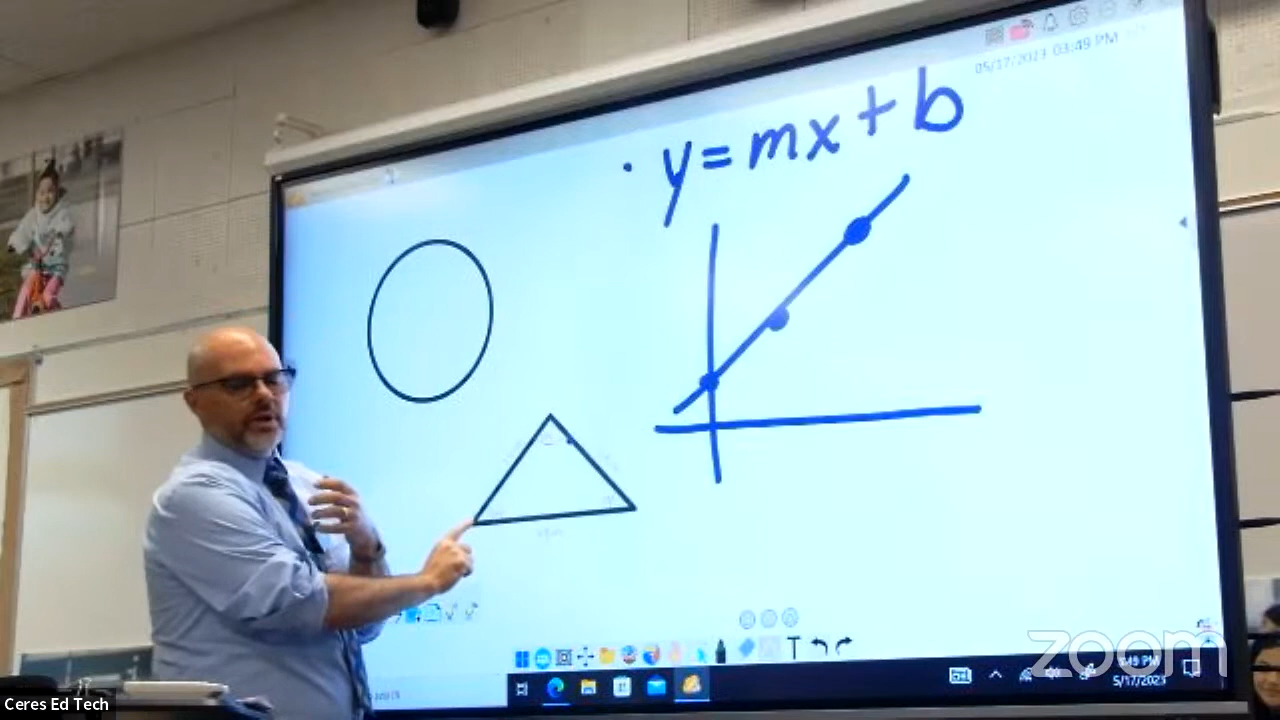 05/17/2023 03:49 PM
y = mx + b
T
zoom
5/17/2023
Ceres Ed Tech